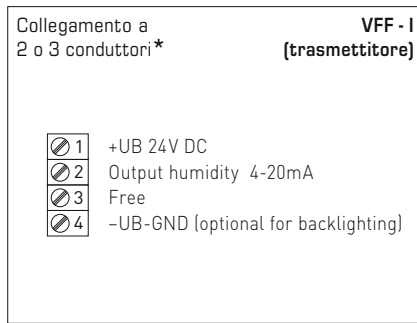 Collegamento a
2 o 3 conduttori*
VFF - I
(trasmettitore)
1 +UB 24V DC
2 Output humidity 4-20mA
3 Free
4 –UB-GND (optional for backlighting)